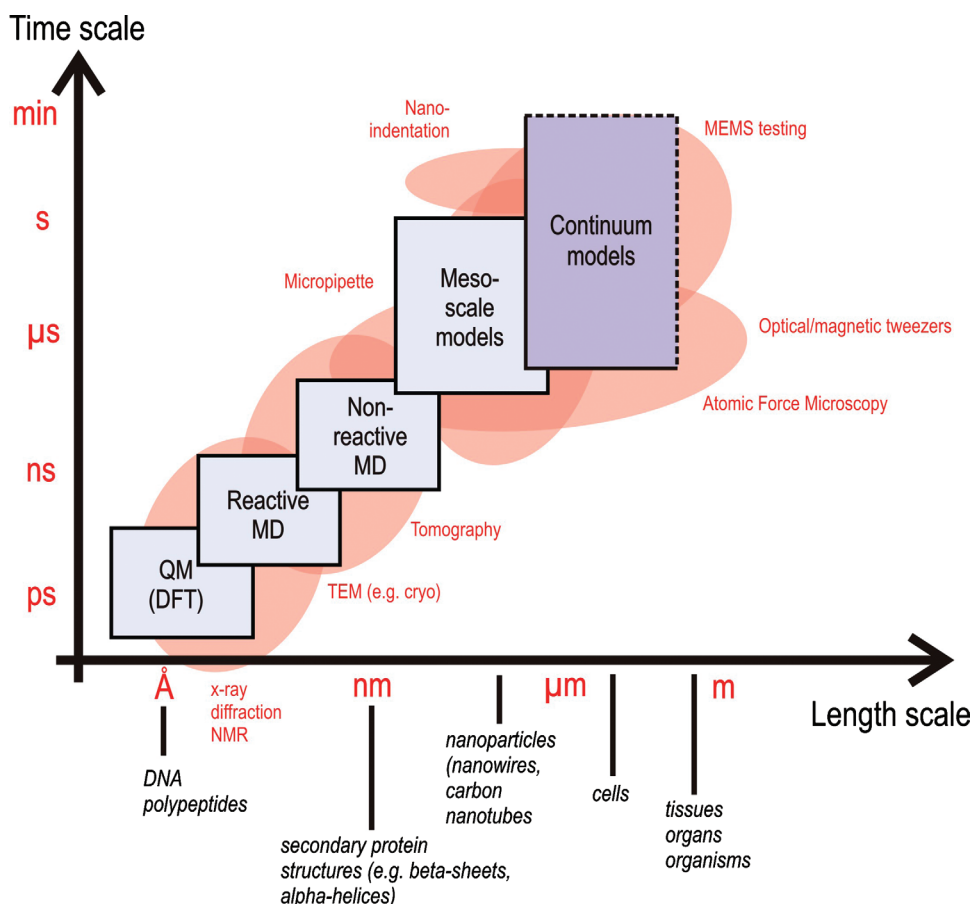 Time scale
min
s
µs
ns
ps
Nano-
indentation
MEMS testing
Continuum
models
Micropipette
Meso-
scale
models
Optical/magnetic tweezers
Atomic Force Microscopy
Non-
reactive
MD
Reactive
MD
Tomography
QM
(DFT)
TEM (e.g. cryo)
Å
nm
µm
m
Length scale
x-ray
diffraction
NMR
DNA
polypeptides
secondary protein
structures (e.g. beta-sheets,
alpha-helices)
nanoparticles
(nanowires,
carbon
nanotubes
cells
tissues
organs
organisms